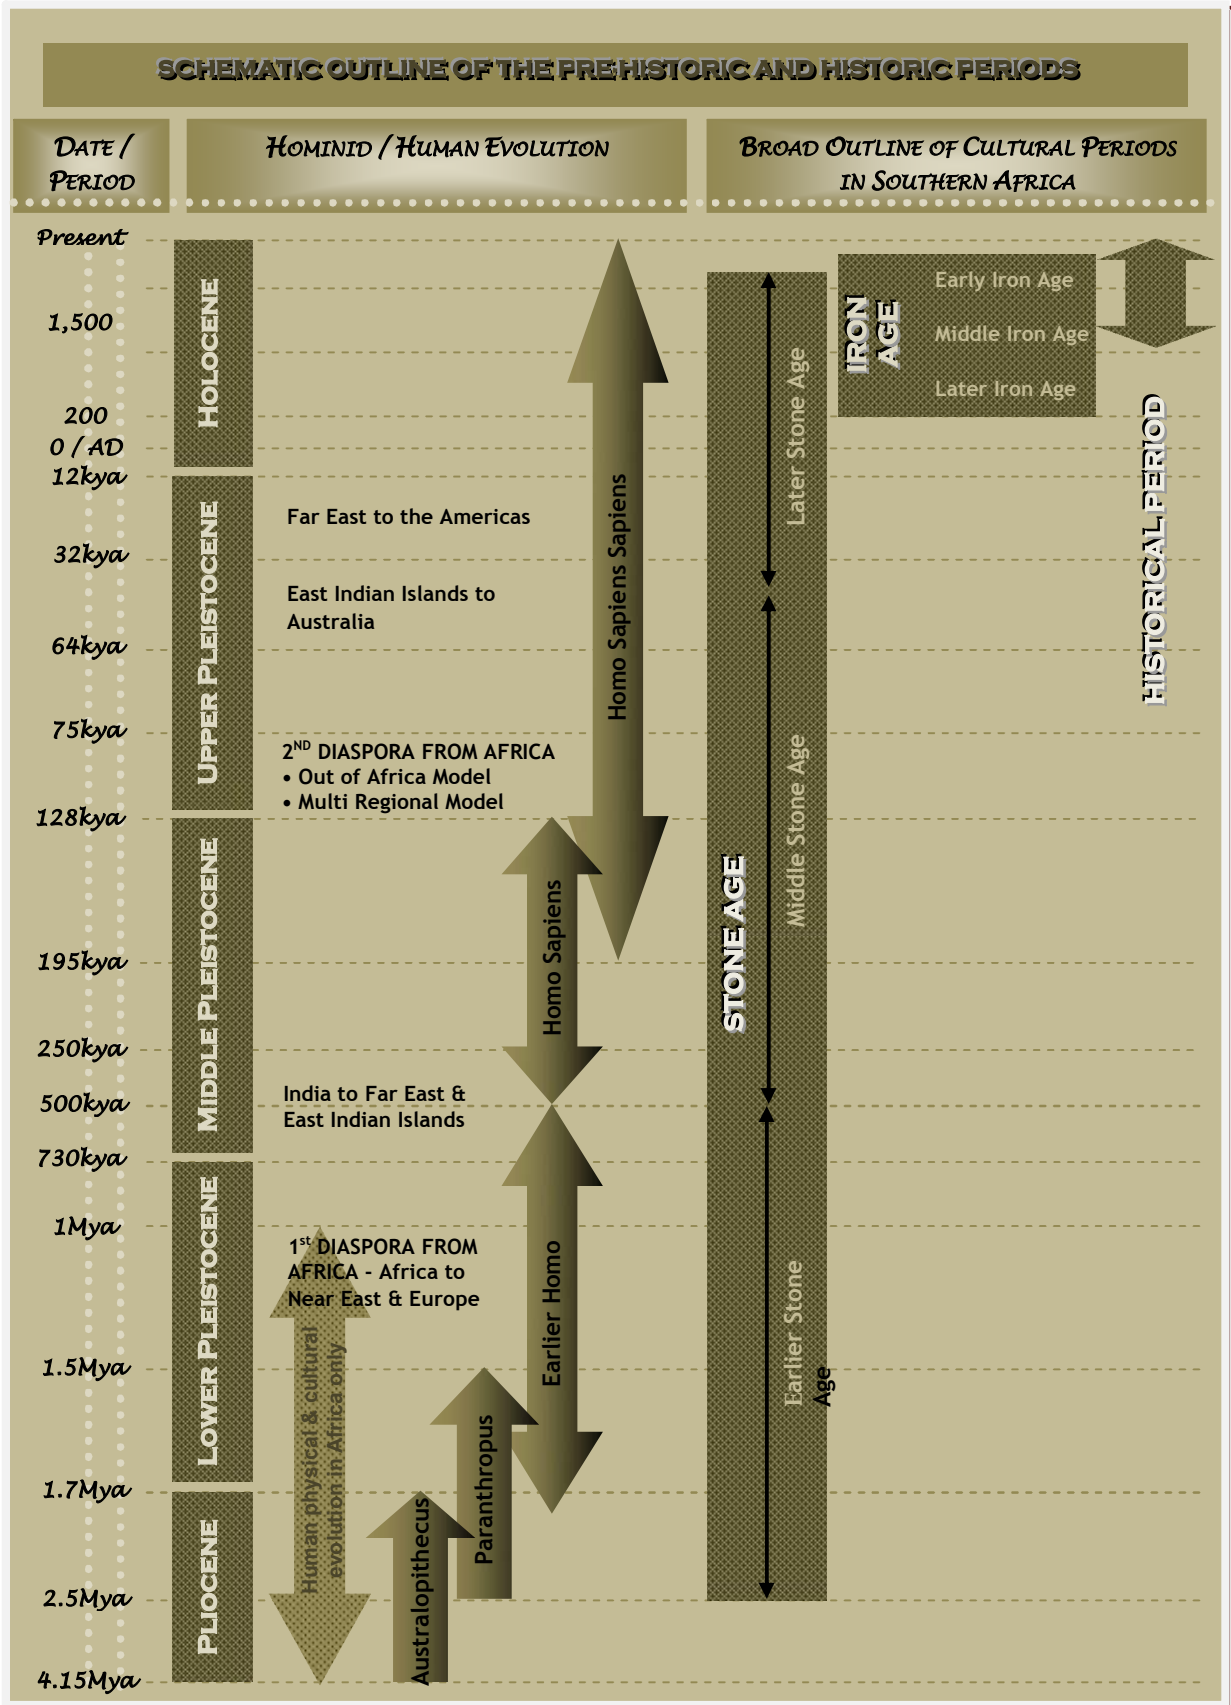 SCHEMATIC OUTLINE OF THE PREHISTORIC AND HISTORIC PERIODS
DATE /
PERIOD
HOMINID / HUMAN EVOLUTION
BROAD OUTLINE OF CULTURAL PERIODS
IN SOUTHERN AFRICA
Present
1,500
200
0 / AD
12kya
32kya
64kya
75kya
128kya
195kya
250kya
500kya
730kya
1Mya
1.5Mya
1.7Mya
2.5Mya
4.15Mya
HOLOCENE
UPPER PLEISTOCENE
MIDDLE PLEISTOCENE
LOWER PLEISTOCENE
PLIOCENE
Far East to the Americas
East Indian Islands to
Australia
2ND DIASPORA FROM AFRICA
• Out of Africa Model
• Multi Regional Model
India to Far East &
East Indian Islands
1st DIASPORA FROM
AFRICA - Africa to
Near East & Europe
Human physical & cultural
evolution in Africa only
Australopithecus
Paranthropus
Earlier Homo
Homo Sapiens
Homo Sapiens Sapiens
STONE AGE
Later Stone Age
Middle Stone Age
Earlier Stone
Age
IRON
AGE
Early Iron Age
Middle Iron Age
Later Iron Age
HISTORICAL PERIOD